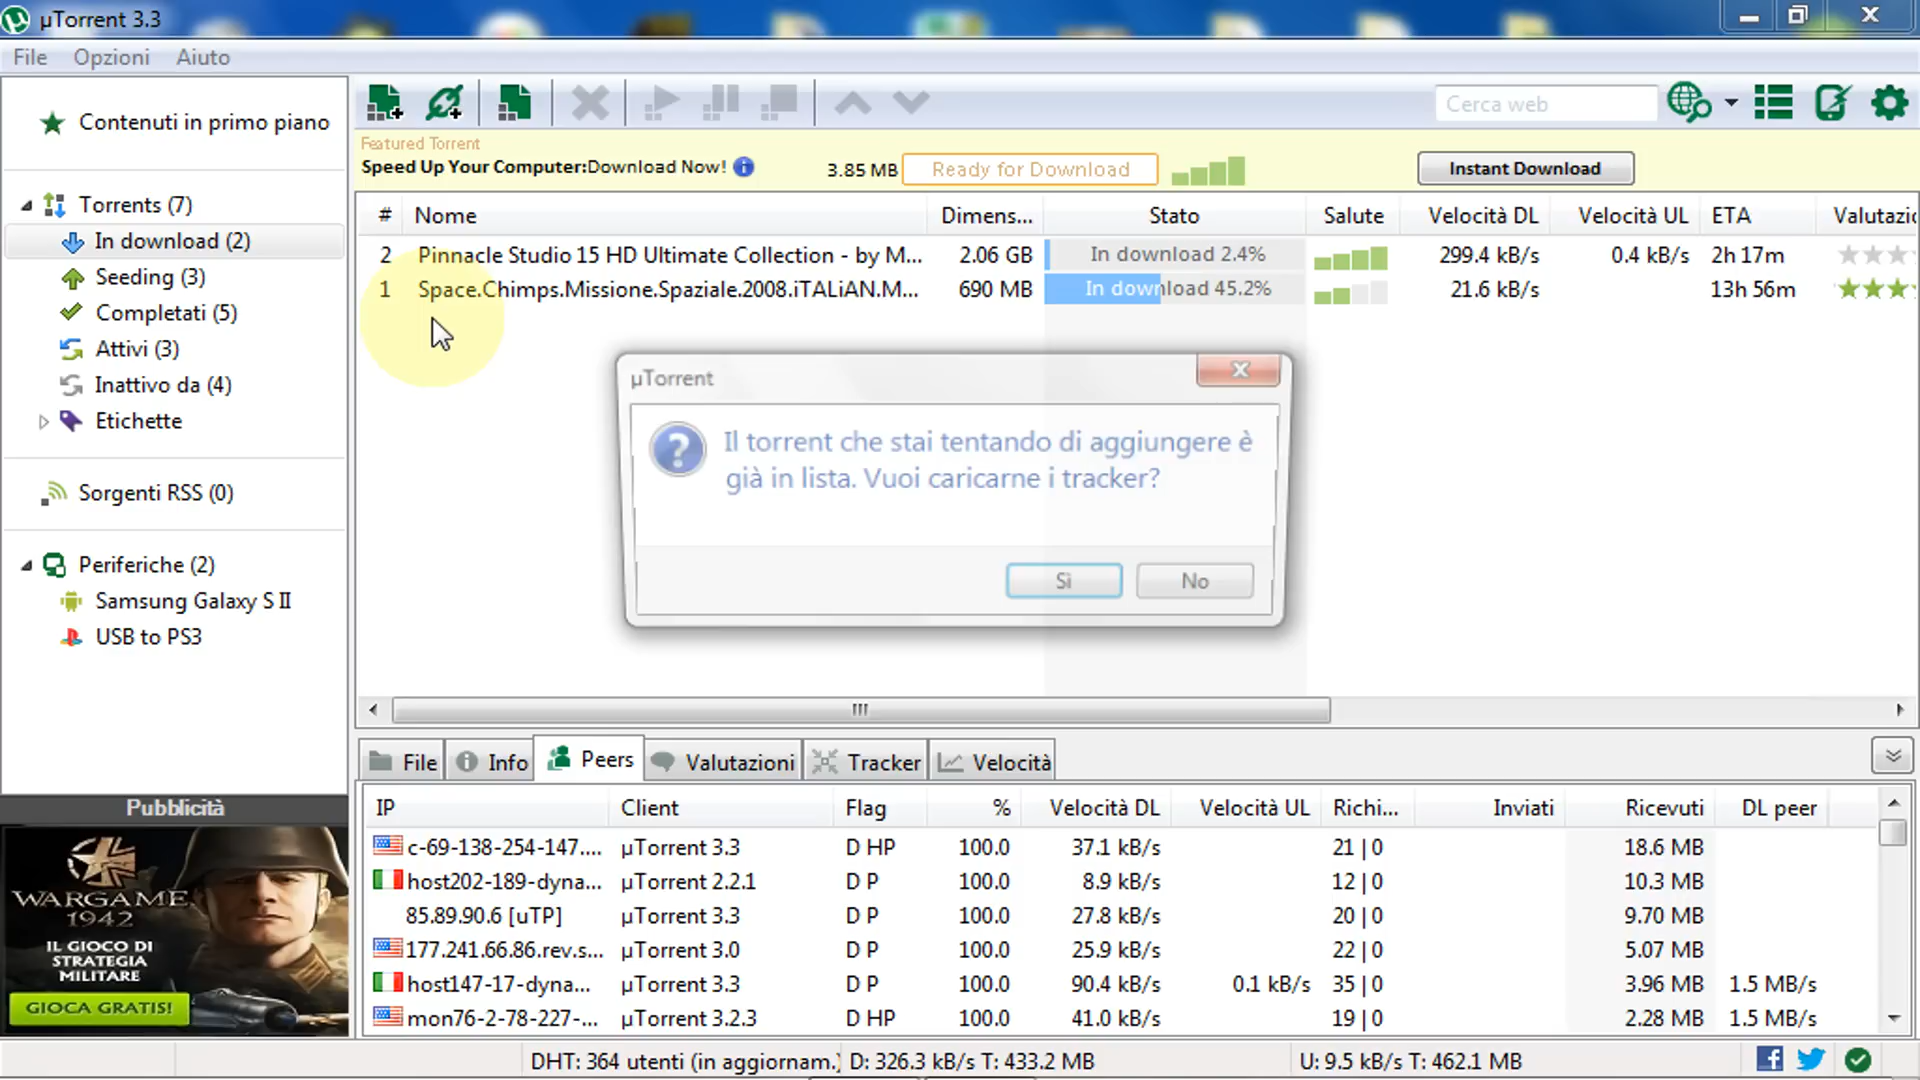 µTorrent 3.3
File Opzioni Aiuto
Cerca web
Contenuti in primo piano
Torrents (7)
In download (2)
Seeding (3)
Completati (5)
Attivi (3)
Inattivo da (4)
Etichette
Sorgenti RSS (0)
Periferiche (2)
Samsung Galaxy S II
USB to PS3
Pubblicità
WARGAME
1942
IL GIOCO DI
STRATEGIA
MILITARE
GIOCA GRATIS!
Featured Torrent
Speed Up Your Computer:Download Now! 3.85 MB Ready for Download Instant Download
# Nome Dimens... Stato Salute Velocità DL Velocità UL ETA Valutazi
2 Pinnacle Studio 15 HD Ultimate Collection - by M... 2.06 GB In download 2.4% 299.4 kB/s 0.4 kB/s 2h 17m
1 Space.Chimps.Missione.Spaziale.2008.iTALiAN.M... 690 MB In download 45.2% 21.6 kB/s 13h 56m
µTorrent
Il torrent che stai tentando di aggiungere è
già in lista. Vuoi caricarne i tracker?
Sì No
File Info Peers Valutazioni Tracker Velocità
IP Client Flag % Velocità DL Velocità UL Richi... Inviati Ricevuti DL peer
c-69-138-254-147.... µTorrent 3.3 D HP 100.0 37.1 kB/s 21 | 0 18.6 MB
host202-189-dyna... µTorrent 2.2.1 D P 100.0 8.9 kB/s 12 | 0 10.3 MB
85.89.90.6 [uTP] µTorrent 3.3 D P 100.0 27.8 kB/s 20 | 0 9.70 MB
177.241.66.86.rev.s... µTorrent 3.0 D P 100.0 25.9 kB/s 22 | 0 5.07 MB
host147-17-dyna... µTorrent 3.3 D P 100.0 90.4 kB/s 0.1 kB/s 35 | 0 3.96 MB 1.5 MB/s
mon76-2-78-227-... µTorrent 3.2.3 D HP 100.0 41.0 kB/s 19 | 0 2.28 MB 1.5 MB/s
DHT: 364 utenti (in aggiornam.) D: 326.3 kB/s T: 433.2 MB U: 9.5 kB/s T: 462.1 MB